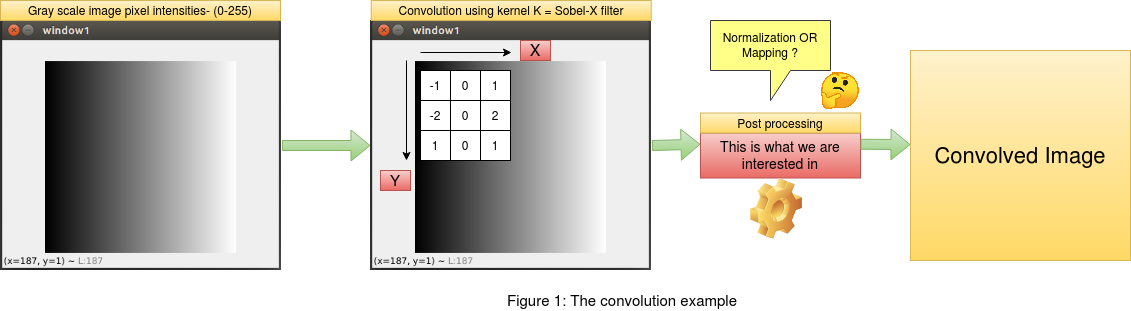 Gray scale image pixel intensities- (0-255)
window1
(x=187, y=1) ~ L:187
Convolution using kernel K = Sobel-X filter
window1
X
-1 0 1
-2 0 2
1 0 1
Y
(x=187, y=1) ~ L:187
Normalization OR
Mapping ?
Post processing
This is what we are
interested in
Convolved Image
Figure 1: The convolution example